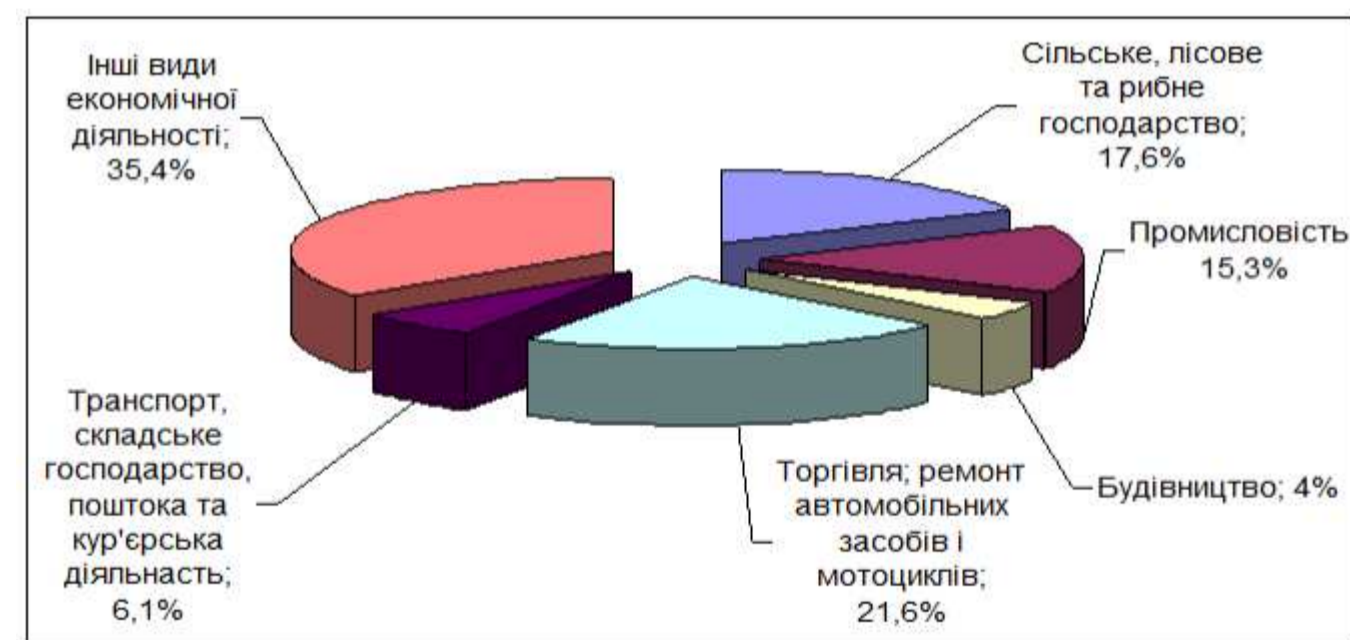 Інші види
економічної
діяльності;
35,4%
Сільське, лісове
та рибне
господарство;
17,6%
Промисловість
15,3%
Будівництво; 4%
Торгівля; ремонт
автомобільних
засобів і
мотоциклів;
21,6%
Транспорт,
складське
господарство,
поштока та
кур'єрська
діяльнасть;
6,1%